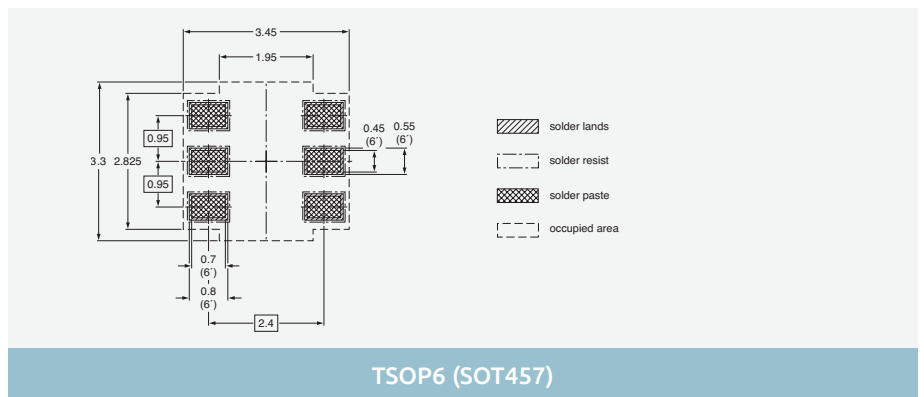 3.45
1.95
0.95
3.3 2.825
0.95
0.45
(6´)
0.55
(6´)
0.7
(6´)
0.8
(6´)
2.4
solder lands
solder resist
solder paste
occupied area
TSOP6 (SOT457)